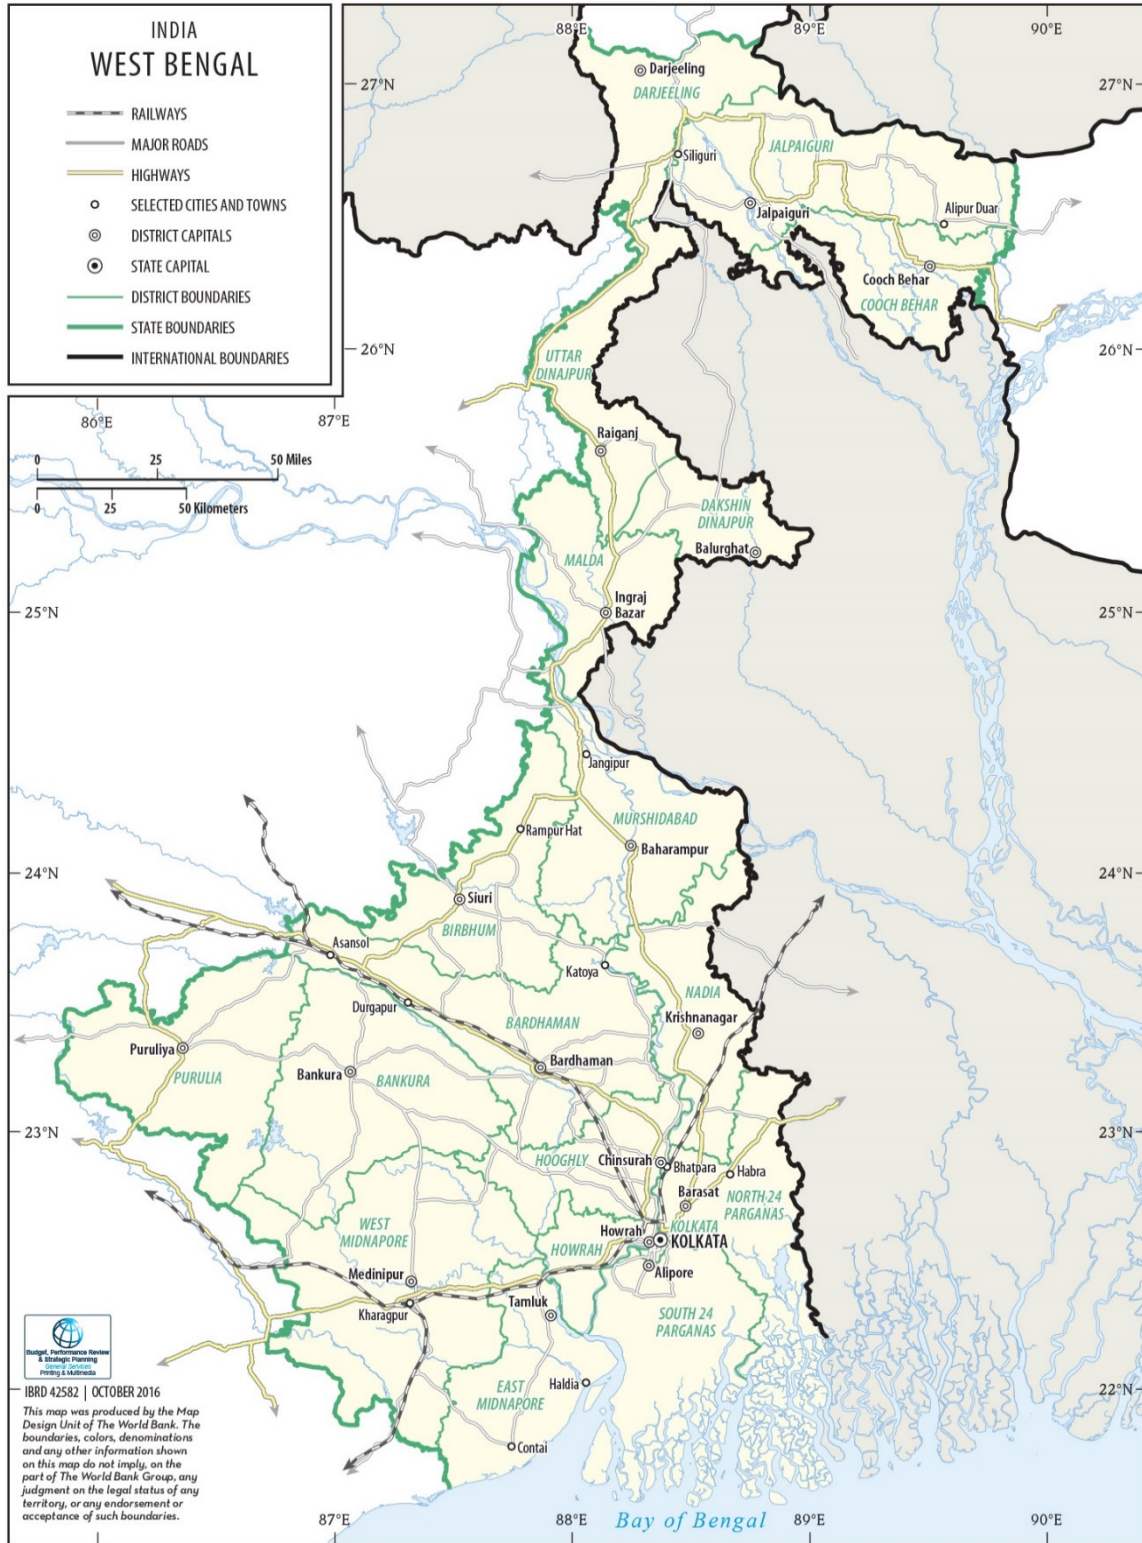 INDIA
WEST BENGAL
RAILWAYS
MAJOR ROADS
HIGHWAYS
SELECTED CITIES AND TOWNS
DISTRICT CAPITALS
STATE CAPITAL
DISTRICT BOUNDARIES
STATE BOUNDARIES
INTERNATIONAL BOUNDARIES
88°E
89°E
90°E
27°N
27°N
Darjeeling
DARJEELING
JALPAIGURI
Siliguri
Jalpaiguri
Alipur Duar
Cooch Behar
COOCH BEHAR
26°N
26°N
UTTAR
DINAJPUR
86°E
87°E
Raiganj
0 25 50 Miles
0 25 50 Kilometers
DAKSHIN
DINAJPUR
Balurghat
MALDA
Ingraj
Bazar
25°N
25°N
Jangipur
MURSHIDABAD
Rampur Hat
Baharampur
24°N
24°N
Siuri
BIRBHUM
Asansol
Katoya
NADIA
Durgapur
Krishnanagar
BARDHAMAN
Puruliya
Bardhaman
PURULIA
Bankura
BANKURA
23°N
23°N
HOOGHLY
Chinsurah
Bhatpara
Habra
Barasat
NORTH 24
PARGANAS
WEST
MIDNAPORE
HOWRAH
Howrah
KOLKATA
KOLKATA
Alipore
Medinipur
Kharagpur
Tamluk
SOUTH 24
PARGANAS
EAST
MIDNAPORE
Haldia
Contai
22°N
Budget, Performance Review
& Strategic Planning
General Services
Printing & Multimedia
IBRD 42582 | OCTOBER 2016
This map was produced by the Map
Design Unit of The World Bank. The
boundaries, colors, denominations
and any other information shown
on this map do not imply, on the
part of The World Bank Group, any
judgment on the legal status of any
territory, or any endorsement or
acceptance of such boundaries.
Bay of Bengal
87°E
88°E
89°E
90°E